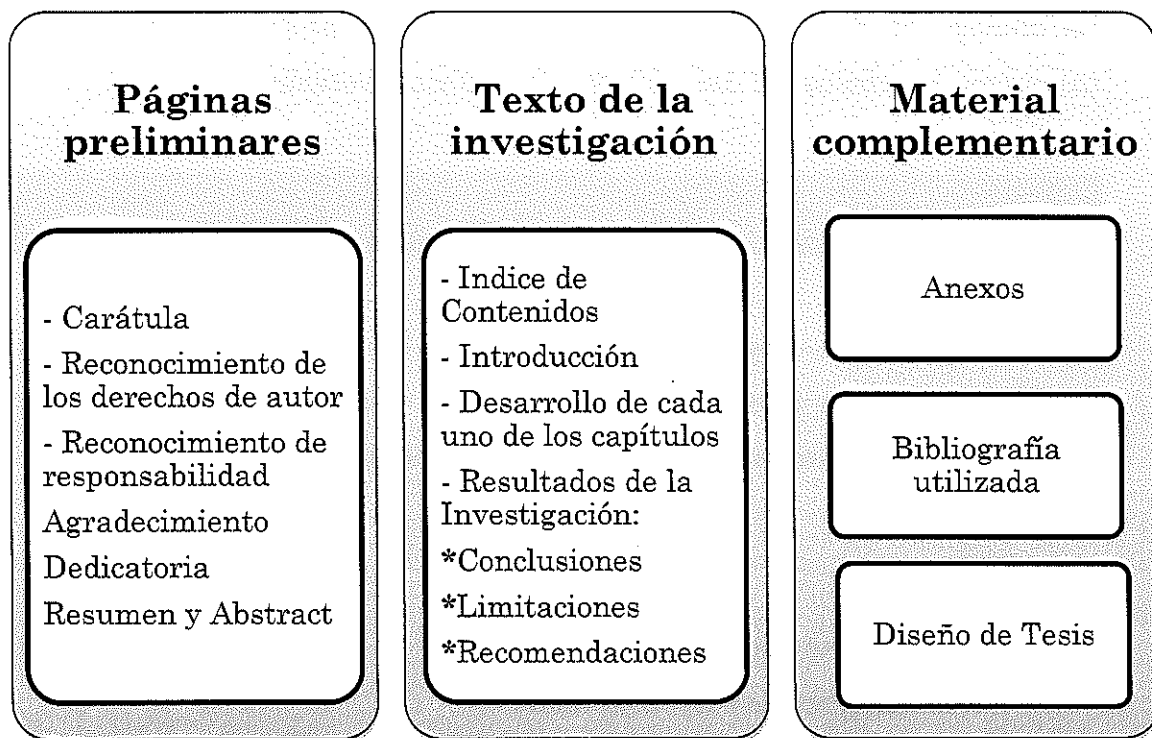 Páginas
preliminares
- Carátula
- Reconocimiento de
los derechos de autor
- Reconocimiento de
responsabilidad
Agradecimiento
Dedicatoria
Resumen y Abstract
Texto de la
investigación
- Indice de
Contenidos
- Introducción
- Desarrollo de cada
uno de los capítulos
- Resultados de la
Investigación:
*Conclusiones
*Limitaciones
*Recomendaciones
Material
complementario
Anexos
Bibliografía
utilizada
Diseño de Tesis